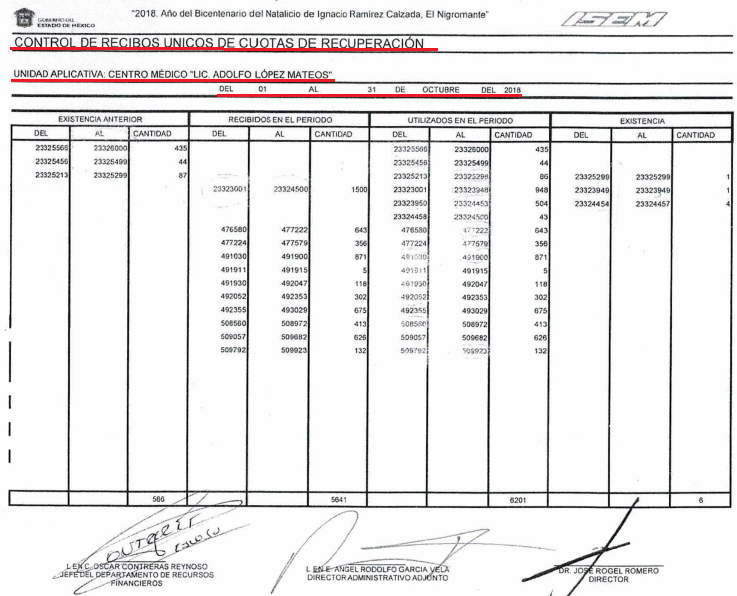 GOBIERNO DEL
ESTADO DE MÉXICO
"2018. Año del Bicentenario del Natalicio de Ignacio Ramírez Calzada, El Nigromante"
ISEM
CONTROL DE RECIBOS UNICOS DE CUOTAS DE RECUPERACIÓN
UNIDAD APLICATIVA: CENTRO MÉDICO "LIC. ADOLFO LÓPEZ MATEOS"
DEL 01 AL 31 DE OCTUBRE DEL 2018
EXISTENCIA ANTERIOR RECIBIDOS EN EL PERIODO UTILIZADOS EN EL PERIODO EXISTENCIA
DEL AL CANTIDAD DEL AL CANTIDAD DEL AL CANTIDAD DEL AL CANTIDAD
23325566 23326000 435 23325566 23326000 435
23325456 23325499 44 23325456 23325499 44
23325213 23325299 87 23325213 23325298 86 23325299 23325299 1
23323001 23324500 1500 23323001 23323948 948 23323949 23323949 1
23323950 23324453 504 23324454 23324457 4
23324458 23324500 43
476580 477222 643 476580 477222 643
477224 477579 356 477224 477579 356
491030 491900 871 491030 491900 871
491911 491915 5 491911 491915 5
491930 492047 118 491930 492047 118
492052 492353 302 492052 492353 302
492355 493029 675 492355 493029 675
508560 508972 413 508560 508972 413
509057 509682 626 509057 509682 626
509792 509923 132 509792 509923 132
566 5641 6201 6
L.EN C. OSCAR CONTRERAS REYNOSO
JEFE DEL DEPARTAMENTO DE RECURSOS
FINANCIEROS
L. EN E. ANGEL RODOLFO GARCIA VELA
DIRECTOR ADMINISTRATIVO ADJUNTO
DR. JOSÉ ROGEL ROMERO
DIRECTOR